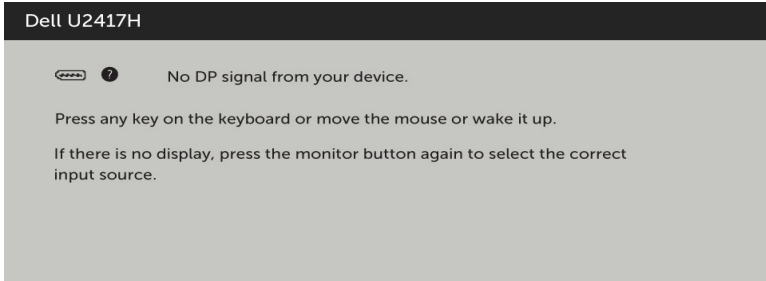 Dell U2417H
? No DP signal from your device.
Press any key on the keyboard or move the mouse or wake it up.
If there is no display, press the monitor button again to select the correct
input source.